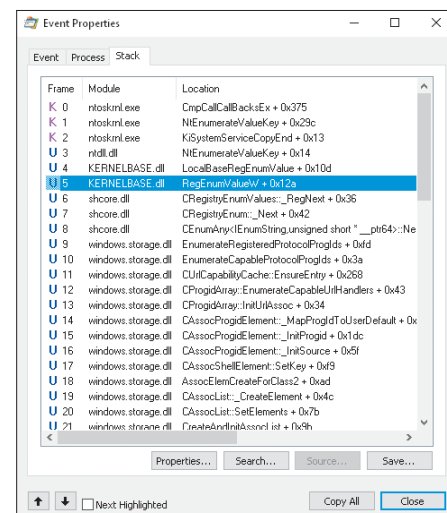 Event Properties
Event Process Stack
Frame Module Location
K 0 ntoskrnl.exe CmpCallCallBacksEx + 0x375
K 1 ntoskrnl.exe NtEnumerateValueKey + 0x29c
K 2 ntoskrnl.exe KiSystemServiceCopyEnd + 0x13
U 3 ntdll.dll NtEnumerateValueKey + 0x14
U 4 KERNELBASE.dll LocalBaseRegEnumValue + 0x10d
U 5 KERNELBASE.dll RegEnumValueW + 0x12a
U 6 shcore.dll CRegistryEnumValues::_RegNext + 0x36
U 7 shcore.dll CRegistryEnum::_Next + 0x42
U 8 shcore.dll CEnumAny<IEnumString,unsigned short * __ptr64>::Ne
U 9 windows.storage.dll EnumerateRegisteredProtocolProgIds + 0xfd
U 10 windows.storage.dll EnumerateCapableProtocolProgIds + 0x3a
U 11 windows.storage.dll CUrlCapabilityCache::EnsureEntry + 0x268
U 12 windows.storage.dll CProgidArray::EnumerateCapableUrlHandlers + 0x43
U 13 windows.storage.dll CProgidArray::InitUrlAssoc + 0x34
U 14 windows.storage.dll CAssocProgidElement::_MapProgIdToUserDefault + 0x
U 15 windows.storage.dll CAssocProgidElement::_InitProgid + 0x1dc
U 16 windows.storage.dll CAssocProgidElement::_InitSource + 0x5f
U 17 windows.storage.dll CAssocShellElement::SetKey + 0xf9
U 18 windows.storage.dll AssocElemCreateForClass2 + 0xad
U 19 windows.storage.dll CAssocList::_CreateElement + 0x4c
U 20 windows.storage.dll CAssocList::SetElements + 0x7b
U 21 windows.storage.dll CreateAndInitAssocList + 0x9b
Properties... Search... Source... Save...
Next Highlighted Copy All Close